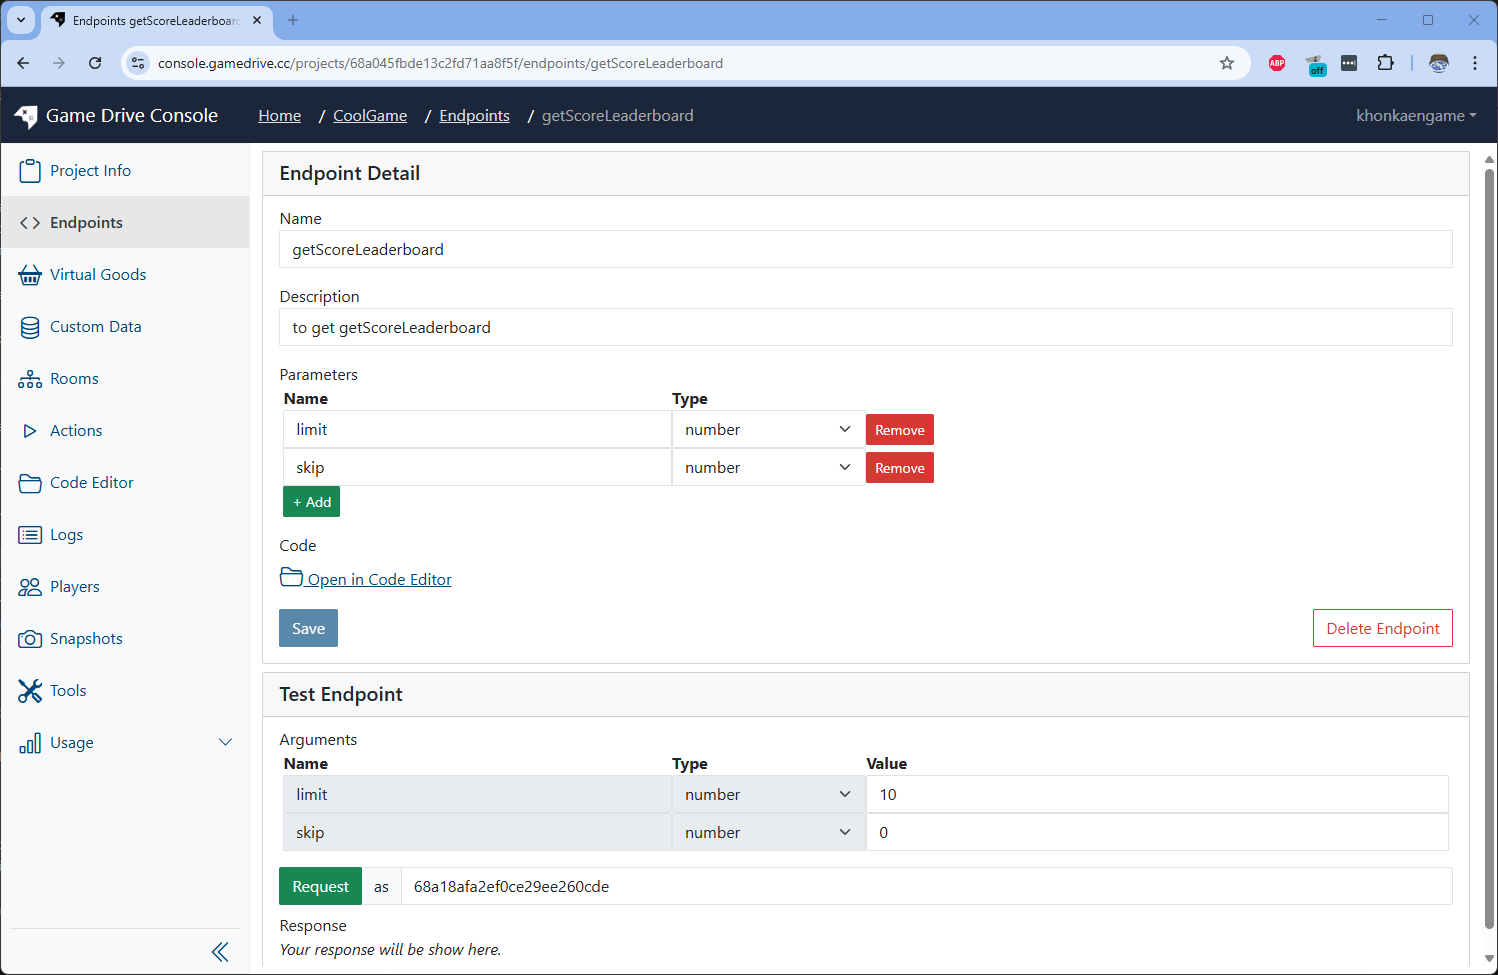 Endpoints getScoreLeaderboard
console.gamedrive.cc/projects/68a045fbde13c2fd71aa8f5f/endpoints/getScoreLeaderboard
ABP
off
Game Drive Console
Home / CoolGame / Endpoints / getScoreLeaderboard
khonkaengame
Project Info
Endpoints
Virtual Goods
Custom Data
Rooms
Actions
Code Editor
Logs
Players
Snapshots
Tools
Usage
Endpoint Detail
Name
getScoreLeaderboard
Description
to get getScoreLeaderboard
Parameters
Name Type
limit number Remove
skip number Remove
+ Add
Code
Open in Code Editor
Save Delete Endpoint
Test Endpoint
Arguments
Name Type Value
limit number 10
skip number 0
Request as 68a18afa2ef0ce29ee260cde
Response
Your response will be show here.